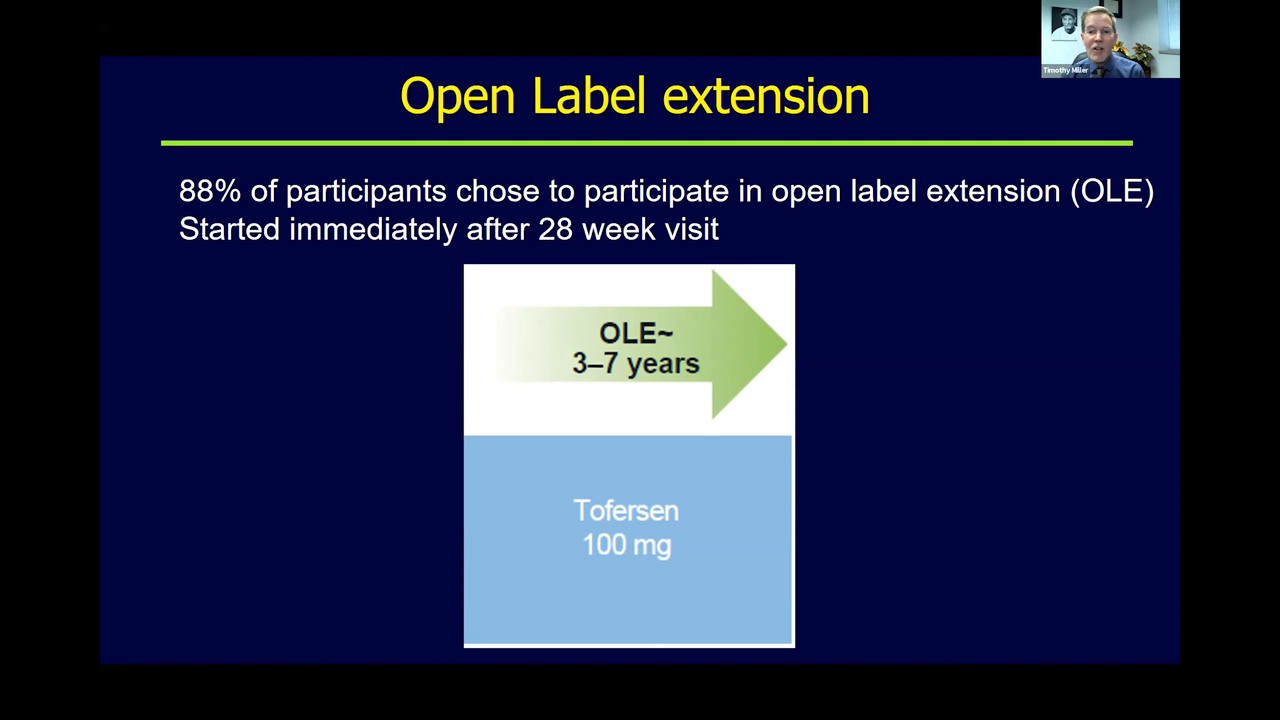 Timothy Miller
Open Label extension
88% of participants chose to participate in open label extension (OLE)
Started immediately after 28 week visit
OLE~
3–7 years
Tofersen
100 mg